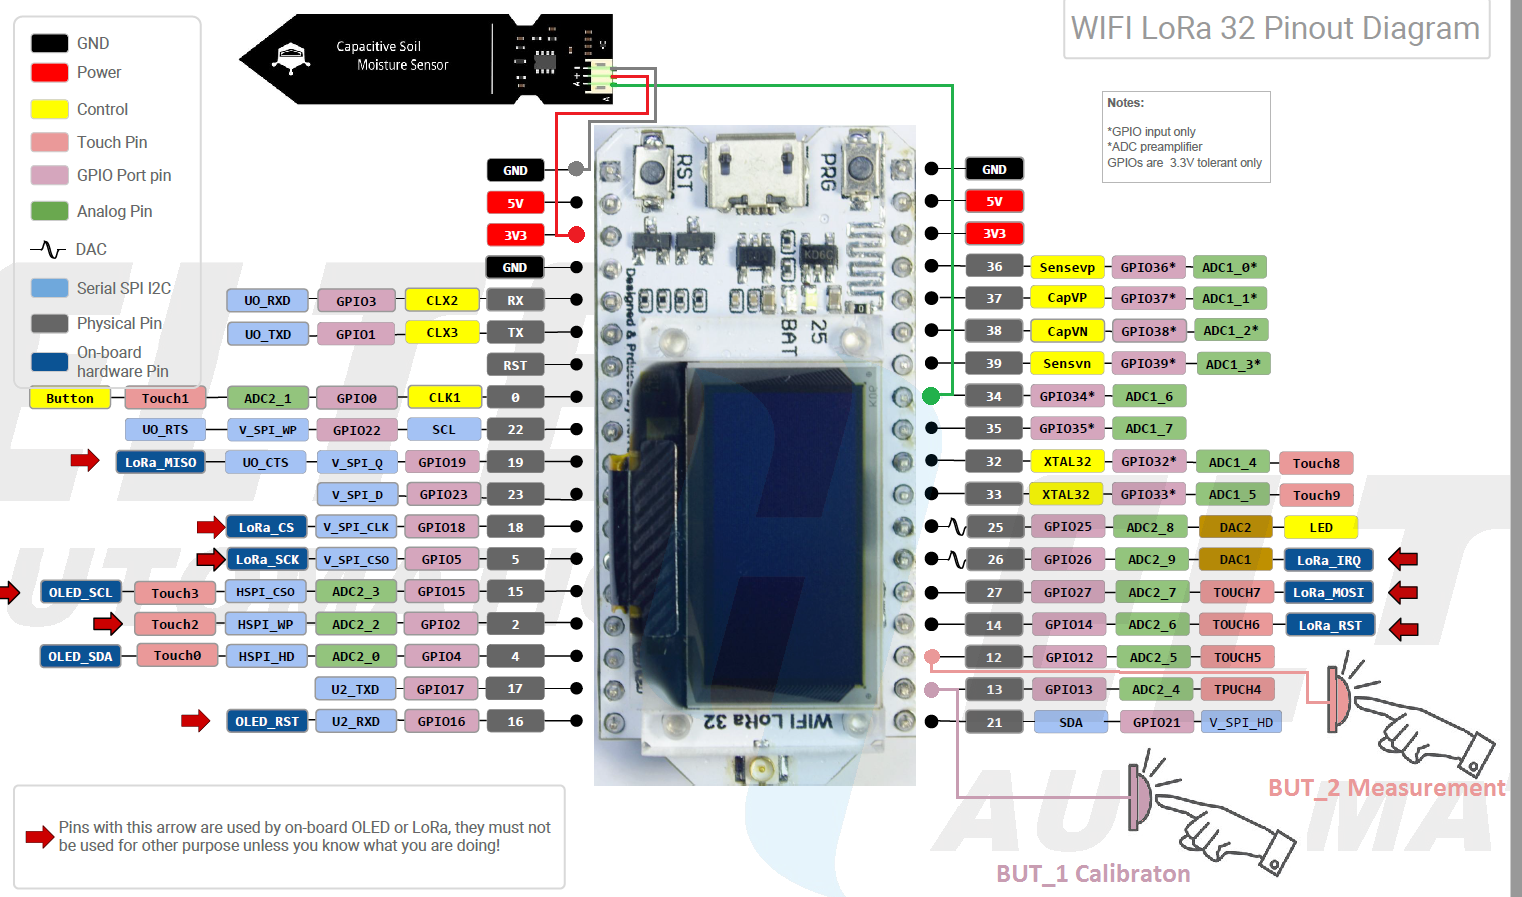 WIFI LoRa 32 Pinout Diagram
GND
Power
Control
Touch Pin
GPIO Port pin
Analog Pin
DAC
Serial SPI I2C
Physical Pin
On-board
hardware Pin
Capacitive Soil
Moisture Sensor
Notes:
*GPIO input only
*ADC preamplifier
GPIOs are 3.3V tolerant only
RST
PRG
GND
5V
3V3
GND
UO_RXD GPIO3 CLX2 RX
UO_TXD GPIO1 CLX3 TX
RST
Button Touch1 ADC2_1 GPIO0 CLK1 0
UO_RTS V_SPI_WP GPIO22 SCL 22
LoRa_MISO UO_CTS V_SPI_Q GPIO19 19
V_SPI_D GPIO23 23
LoRa_CS V_SPI_CLK GPIO18 18
LoRa_SCK V_SPI_CSO GPIO5 5
OLED_SCL Touch3 HSPI_CSO ADC2_3 GPIO15 15
Touch2 HSPI_WP ADC2_2 GPIO2 2
OLED_SDA Touch0 HSPI_HD ADC2_0 GPIO4 4
U2_TXD GPIO17 17
OLED_RST U2_RXD GPIO16 16
GND
5V
3V3
36 Sensevp GPIO36* ADC1_0*
37 CapVP GPIO37* ADC1_1*
38 CapVN GPIO38* ADC1_2*
39 Sensvn GPIO39* ADC1_3*
34 GPIO34* ADC1_6
35 GPIO35* ADC1_7
32 XTAL32 GPIO32* ADC1_4 Touch8
33 XTAL32 GPIO33* ADC1_5 Touch9
25 GPIO25 ADC2_8 DAC2 LED
26 GPIO26 ADC2_9 DAC1 LoRa_IRQ
27 GPIO27 ADC2_7 TOUCH7 LoRa_MOSI
14 GPIO14 ADC2_6 TOUCH6 LoRa_RST
12 GPIO12 ADC2_5 TOUCH5
13 GPIO13 ADC2_4 TPUCH4
21 SDA GPIO21 V_SPI_HD
BAT
25
WIFI LoRa 32
BUT_2 Measurement
BUT_1 Calibraton
Pins with this arrow are used by on-board OLED or LoRa, they must not
be used for other purpose unless you know what you are doing!